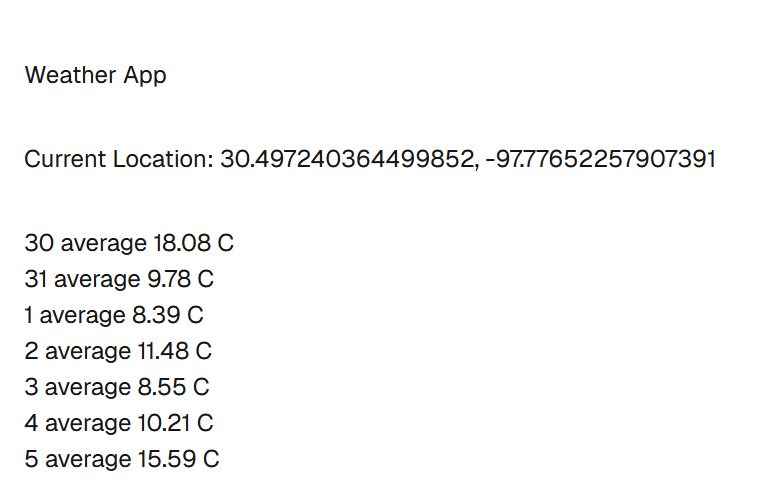 Weather App
Current Location: 30.497240364499852, -97.77652257907391
30 average 18.08 C
31 average 9.78 C
1 average 8.39 C
2 average 11.48 C
3 average 8.55 C
4 average 10.21 C
5 average 15.59 C